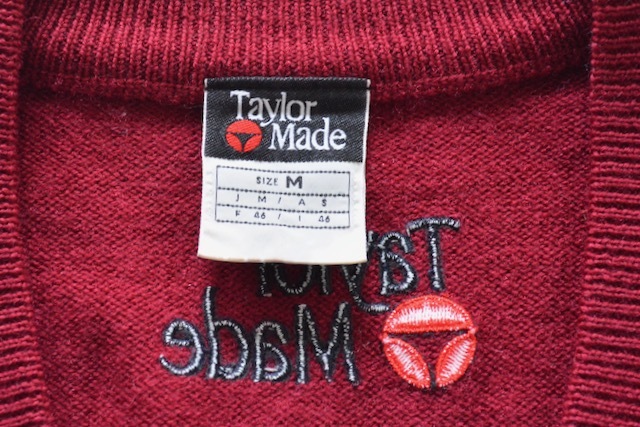 Taylor
Made
SIZE M
J M / A S
F 46 / I 46
Taylor
Made